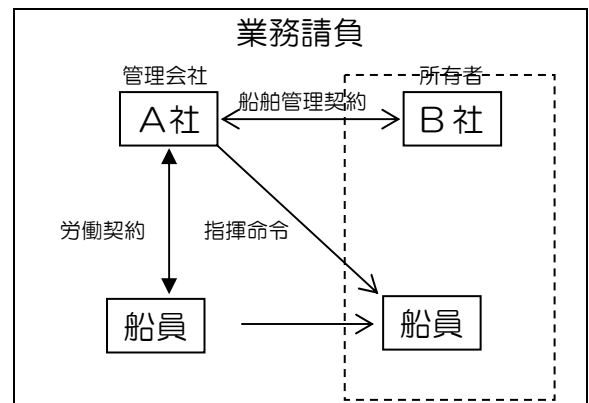 業務請負
管理会社
所有者
A社
船舶管理契約
B社
労働契約
指揮命令
船員
船員